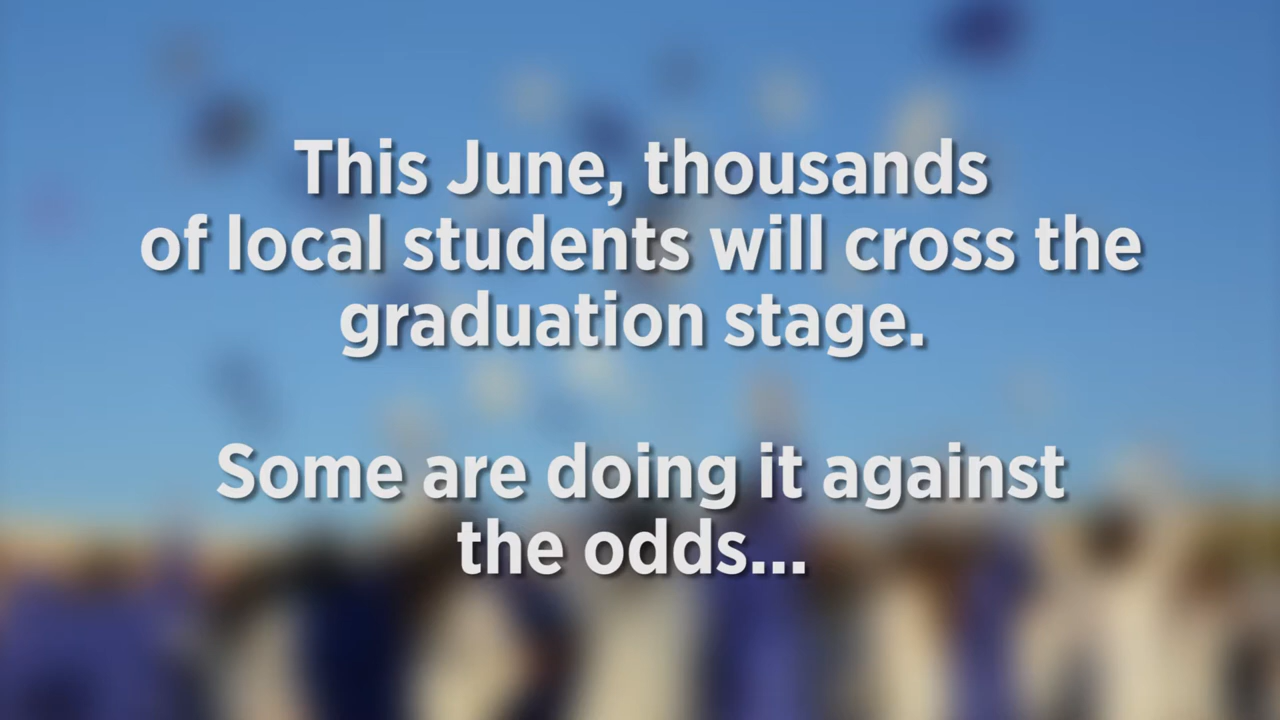 This June, thousands
of local students will cross the
graduation stage.
Some are doing it against
the odds...